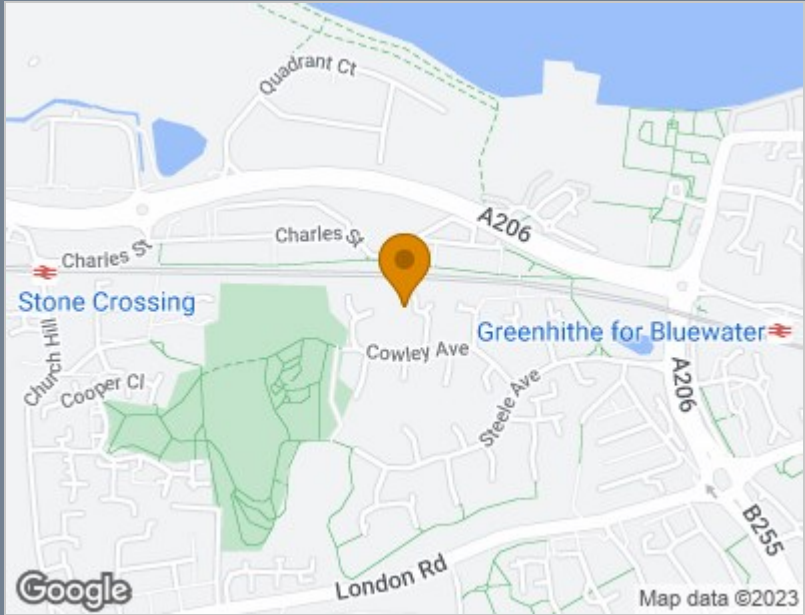 Quadrant Ct
A206
Charles St
Charles St
Stone Crossing
Greenhithe for Bluewater
Church Hill
Cowley Ave
Cooper Cl
A206
Steele Ave
B255
London Rd
Google
Map data ©2023